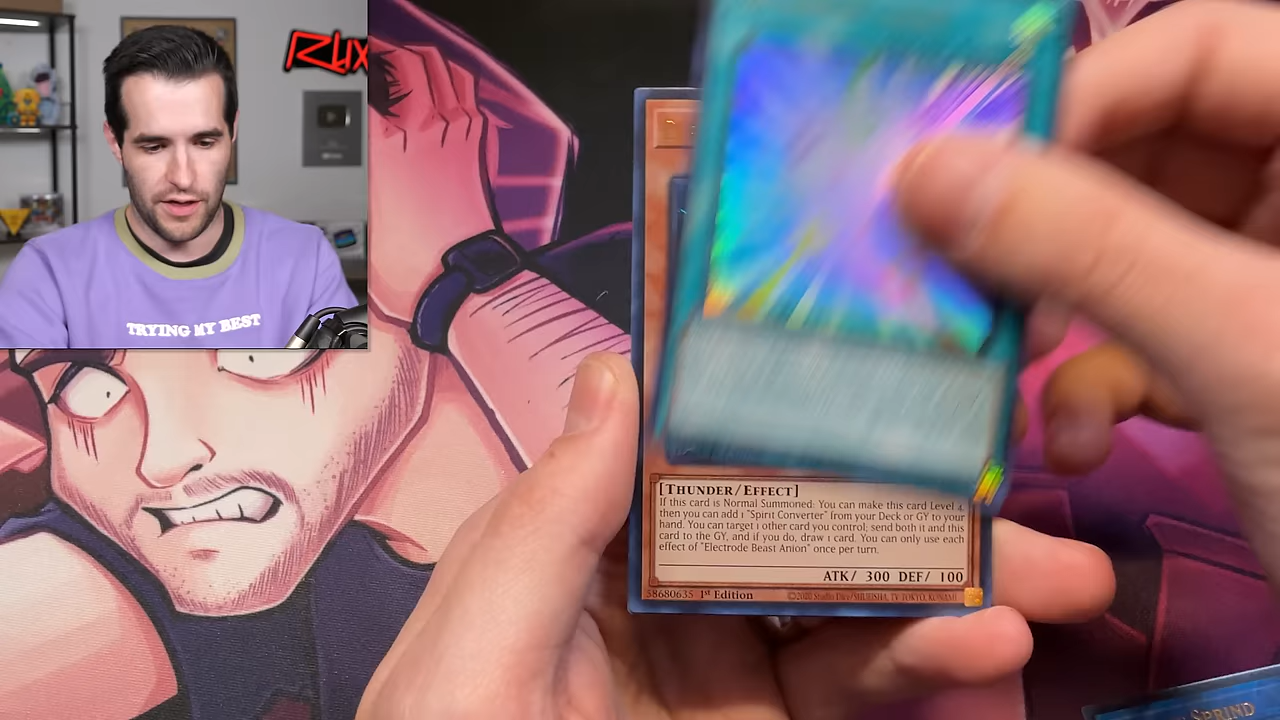 TRYING MY BEST
[THUNDER/EFFECT]
If this card is Normal Summoned: You can make this card Level 4,
then you can add 1 "Spirit Converter" from your Deck or GY to your
hand. You can target 1 other card you control; send both it and this
card to the GY, and if you do, draw 1 card. You can only use each
effect of "Electrode Beast Anion" once per turn.
ATK/ 300 DEF/ 100
38680635 1st Edition
©2020 Studio Dice/SHUEISHA, TV TOKYO, KONAMI
SPRIND